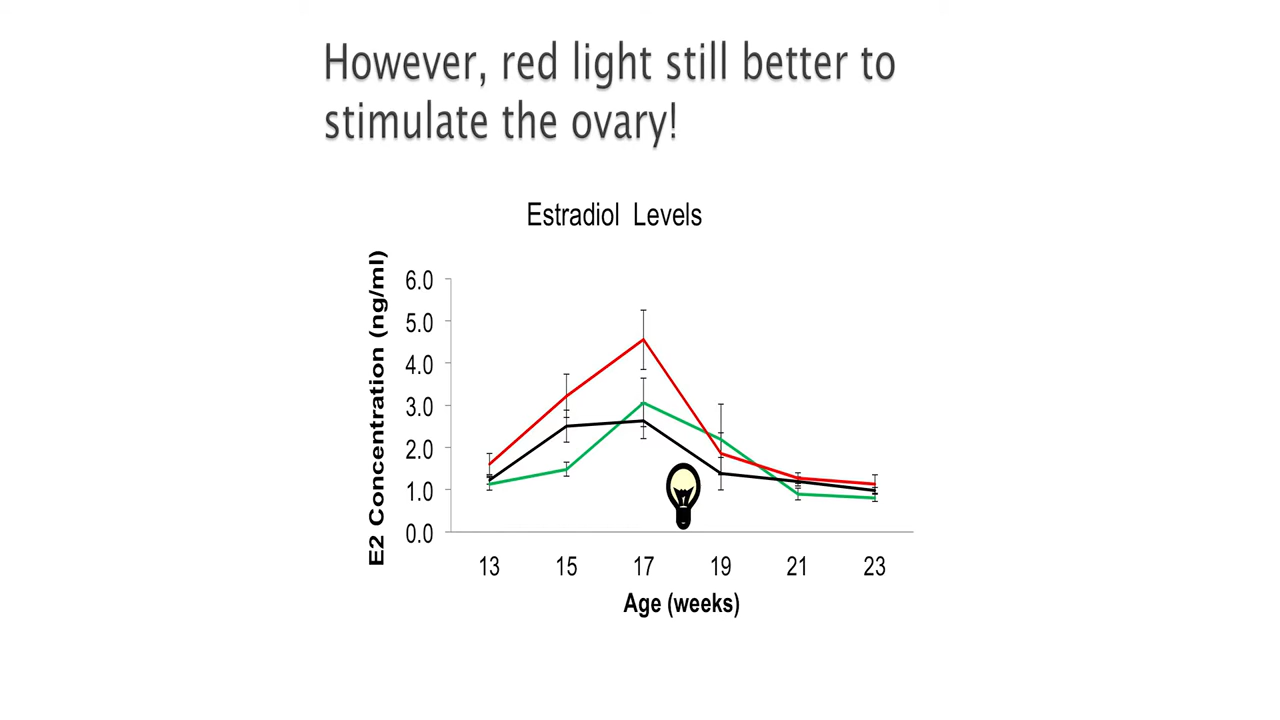 However, red light still better to
stimulate the ovary!
Estradiol Levels
E2 Concentration (ng/ml)
6.0
5.0
4.0
3.0
2.0
1.0
0.0
13 15 17 19 21 23
Age (weeks)